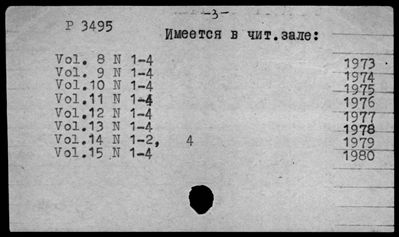 -3-
P 3495
Имеется в чит.зале:
Vol. 8 N 1-4 1973
Vol. 9 N 1-4 1974
Vol.10 N 1-4 1975
Vol.11 N 1-4 1976
Vol.12 N 1-4 1977
Vol.13 N 1-4 1978
Vol.14 N 1-2, 4 1979
Vol.15 N 1-4 1980